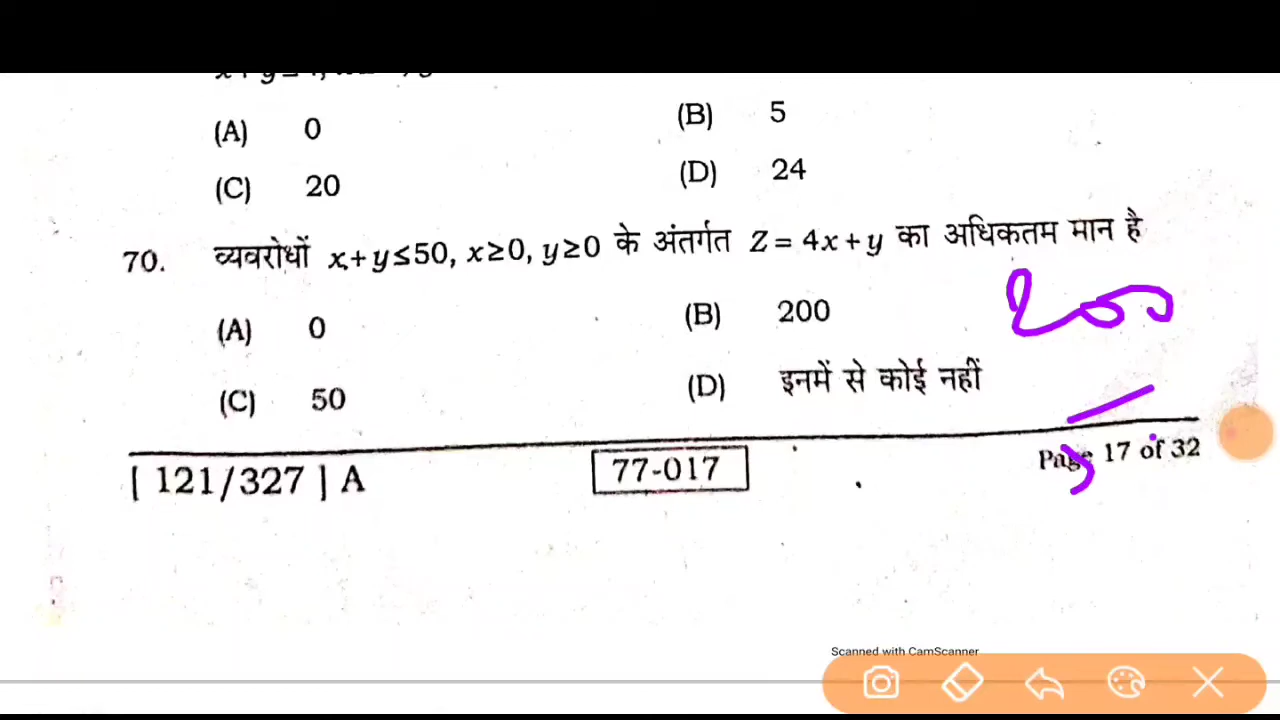 (A) 0 (B) 5
(C) 20 (D) 24
70. व्यवरोधों x+y≤50, x≥0, y≥0 के अंतर्गत Z=4x+y का अधिकतम मान है
200
(A) 0 (B) 200
(C) 50 (D) इनमें से कोई नहीं
[ 121/327 ] A 77-017 Page 17 of 32
Scanned with CamScanner